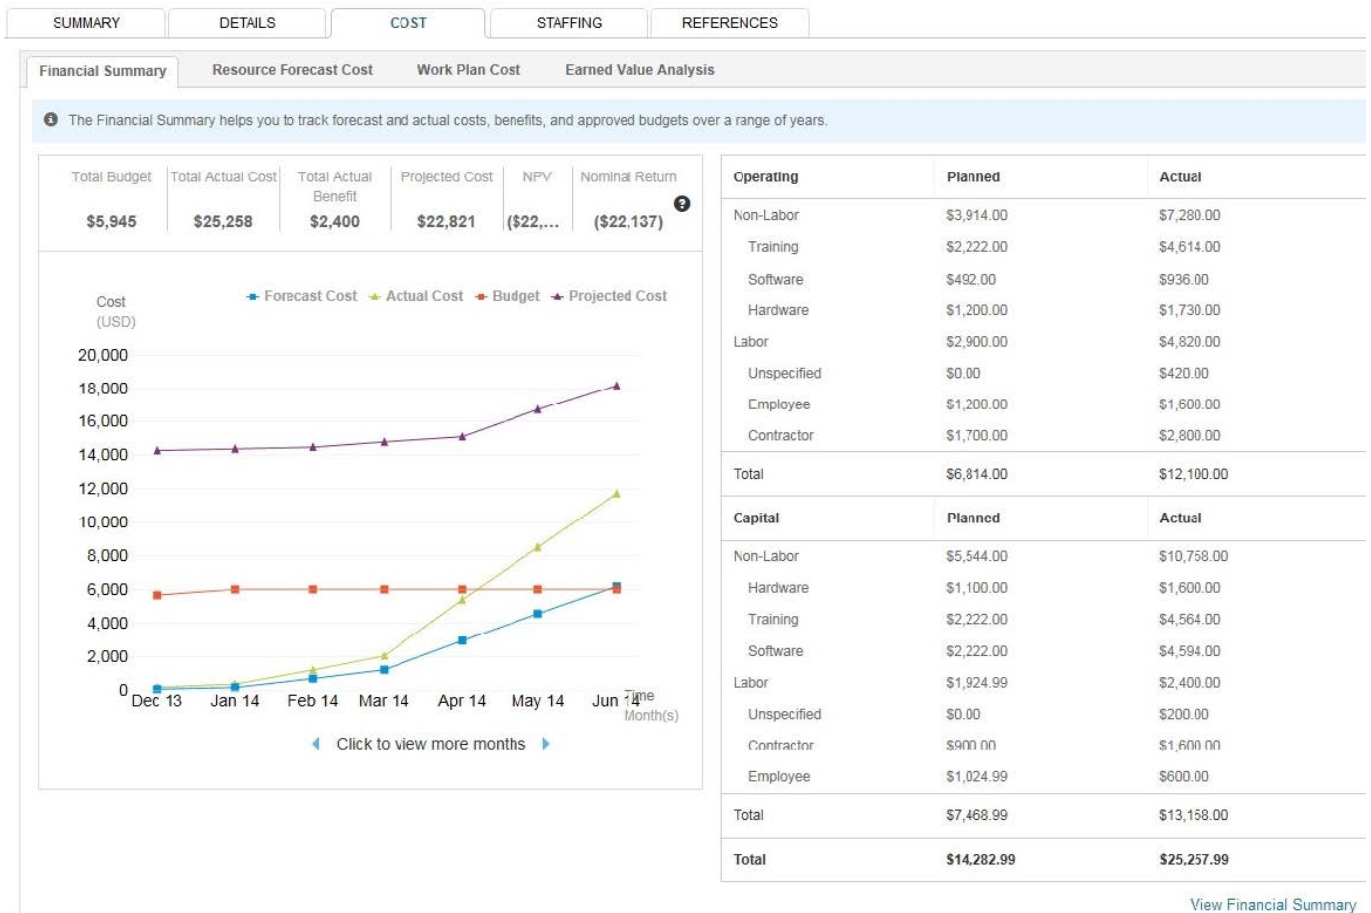 SUMMARY DETAILS COST STAFFING REFERENCES
Financial Summary Resource Forecast Cost Work Plan Cost Earned Value Analysis
The Financial Summary helps you to track forecast and actual costs, benefits, and approved budgets over a range of years.
Total Budget Total Actual Cost Total Actual Benefit Projected Cost NPV Nominal Return
$5,945 $25,258 $2,400 $22,821 ($22,... ($22,137)
Forecast Cost Actual Cost Budget Projected Cost
Cost
(USD)
20,000
18,000
16,000
14,000
12,000
10,000
8,000
6,000
4,000
2,000
0
Dec 13 Jan 14 Feb 14 Mar 14 Apr 14 May 14 Jun 14
Time
Month(s)
Click to view more months
Operating Planned Actual
Non-Labor $3,914.00 $7,280.00
Training $2,222.00 $4,614.00
Software $492.00 $936.00
Hardware $1,200.00 $1,730.00
Labor $2,900.00 $4,820.00
Unspecified $0.00 $420.00
Employee $1,200.00 $1,600.00
Contractor $1,700.00 $2,800.00
Total $6,814.00 $12,100.00
Capital Planned Actual
Non-Labor $5,544.00 $10,758.00
Hardware $1,100.00 $1,600.00
Training $2,222.00 $4,564.00
Software $2,222.00 $4,594.00
Labor $1,924.99 $2,400.00
Unspecified $0.00 $200.00
Contractor $900.00 $1,600.00
Employee $1,024.99 $600.00
Total $7,468.99 $13,158.00
Total $14,282.99 $25,257.99
View Financial Summary